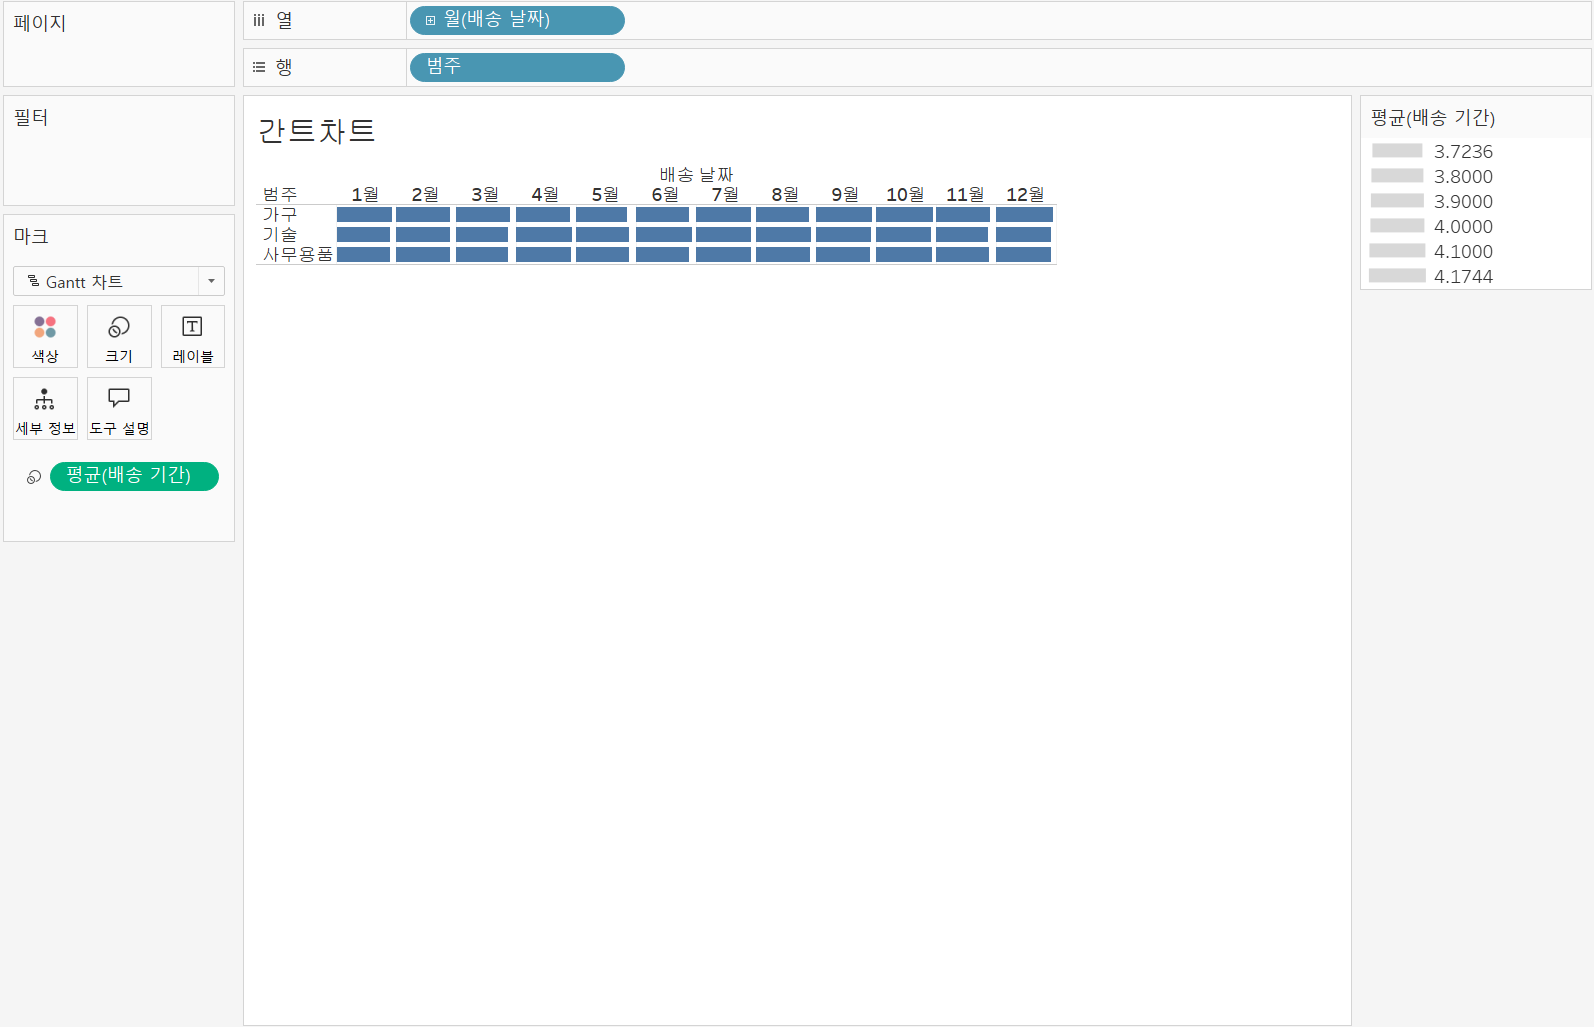 페이지
열
월(배송 날짜)
행
범주
필터
마크
Gantt 차트
색상
크기
레이블
세부 정보
도구 설명
평균(배송 기간)
간트차트
배송 날짜
범주 1월 2월 3월 4월 5월 6월 7월 8월 9월 10월 11월 12월
가구
기술
사무용품
평균(배송 기간)
3.7236
3.8000
3.9000
4.0000
4.1000
4.1744